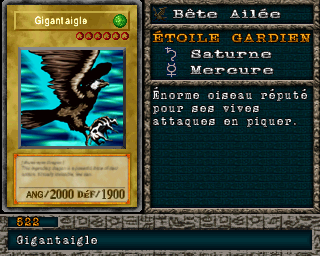 Gigantaigle
ANG/2000 DéF/1900
Bête Ailée
ÉTOILE GARDIEN
Saturne
Mercure
Énorme oiseau réputé
pour ses vives
attaques en piquer.
522
Gigantaigle